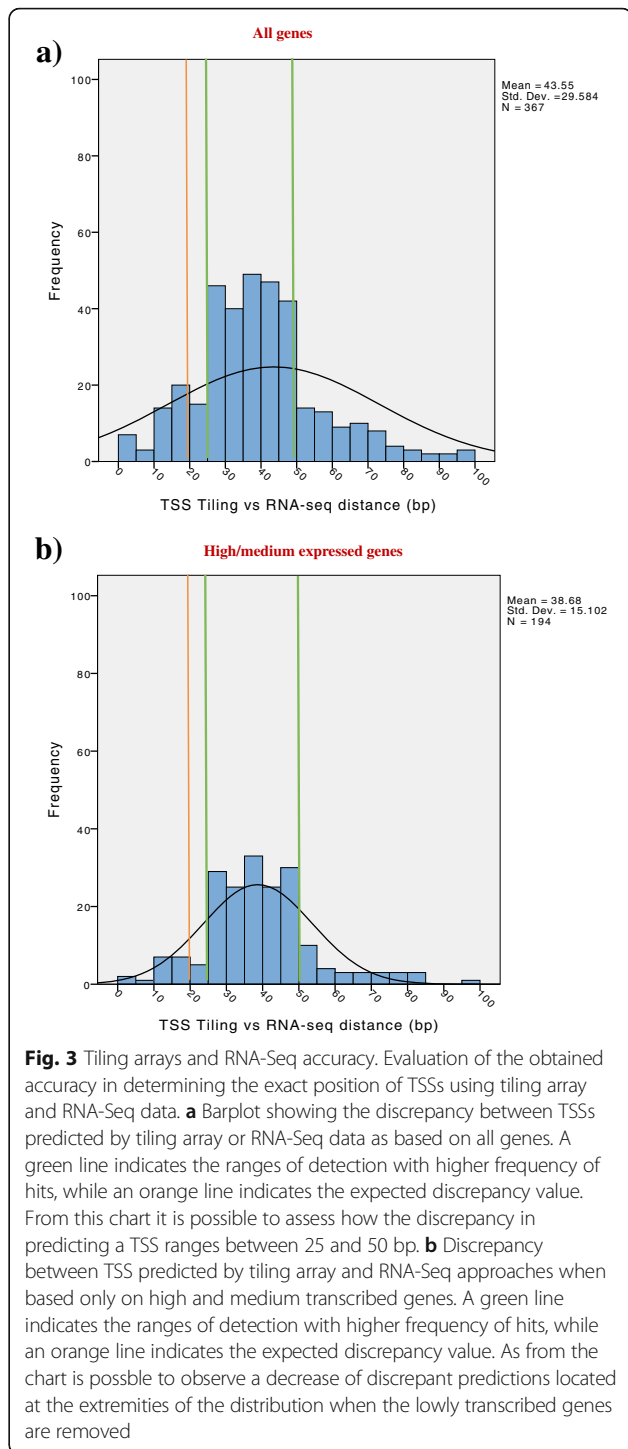 All genes
a)
Mean = 43.55
Std. Dev. =29.584
N = 367
100
80
60
40
20
0
Frequency
0 10 20 30 40 50 60 70 80 90 100
TSS Tiling vs RNA-seq distance (bp)
b)
High/medium expressed genes
Mean = 38.68
Std. Dev. = 15.102
N = 194
100
80
60
40
20
0
Frequency
0 10 20 30 40 50 60 70 80 90 100
TSS Tiling vs RNA-seq distance (bp)
Fig. 3 Tiling arrays and RNA-Seq accuracy. Evaluation of the obtained
accuracy in determining the exact position of TSSs using tiling array
and RNA-Seq data. a Barplot showing the discrepancy between TSSs
predicted by tiling array or RNA-Seq data as based on all genes. A
green line indicates the ranges of detection with higher frequency of
hits, while an orange line indicates the expected discrepancy value.
From this chart it is possible to assess how the discrepancy in
predicting a TSS ranges between 25 and 50 bp. b Discrepancy
between TSS predicted by tiling array and RNA-Seq approaches when
based only on high and medium transcribed genes. A green line
indicates the ranges of detection with higher frequency of hits, while
an orange line indicates the expected discrepancy value. As from the
chart is possble to observe a decrease of discrepant predictions located
at the extremities of the distribution when the lowly transcribed genes
are removed